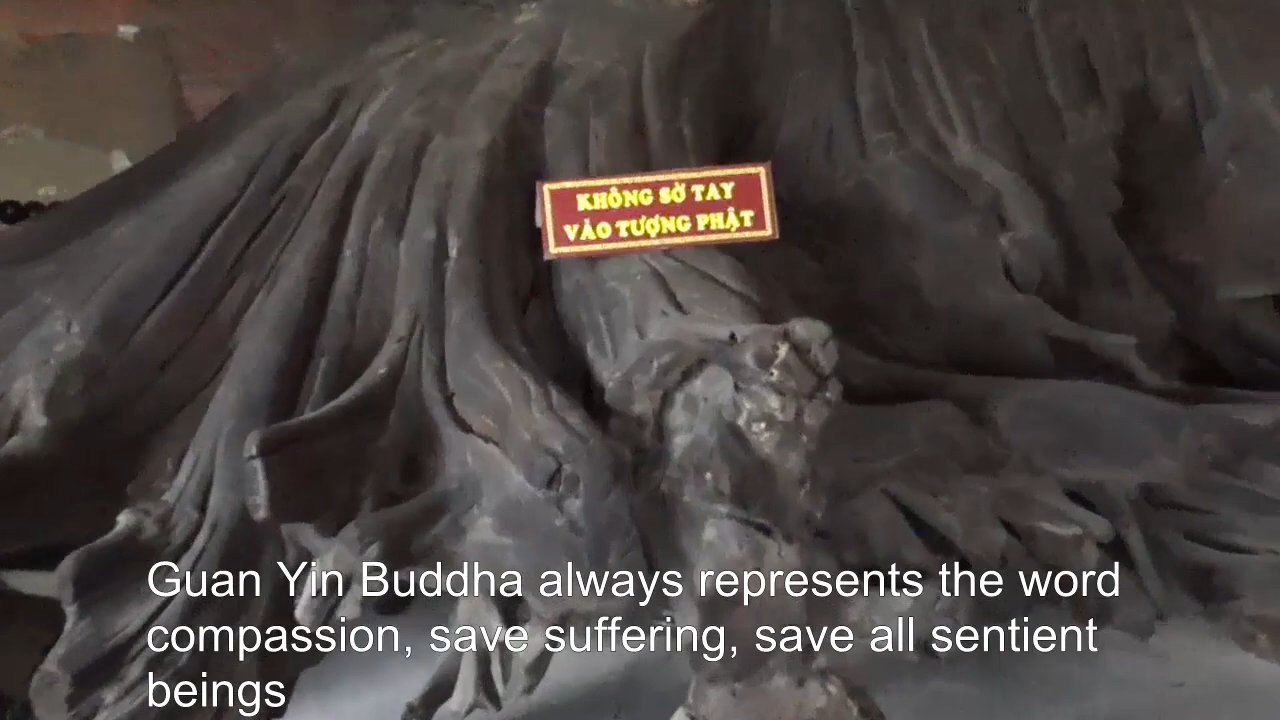 KHÔNG SỜ TAY
VÀO TƯỢNG PHẬT
Guan Yin Buddha always represents the word
compassion, save suffering, save all sentient
beings